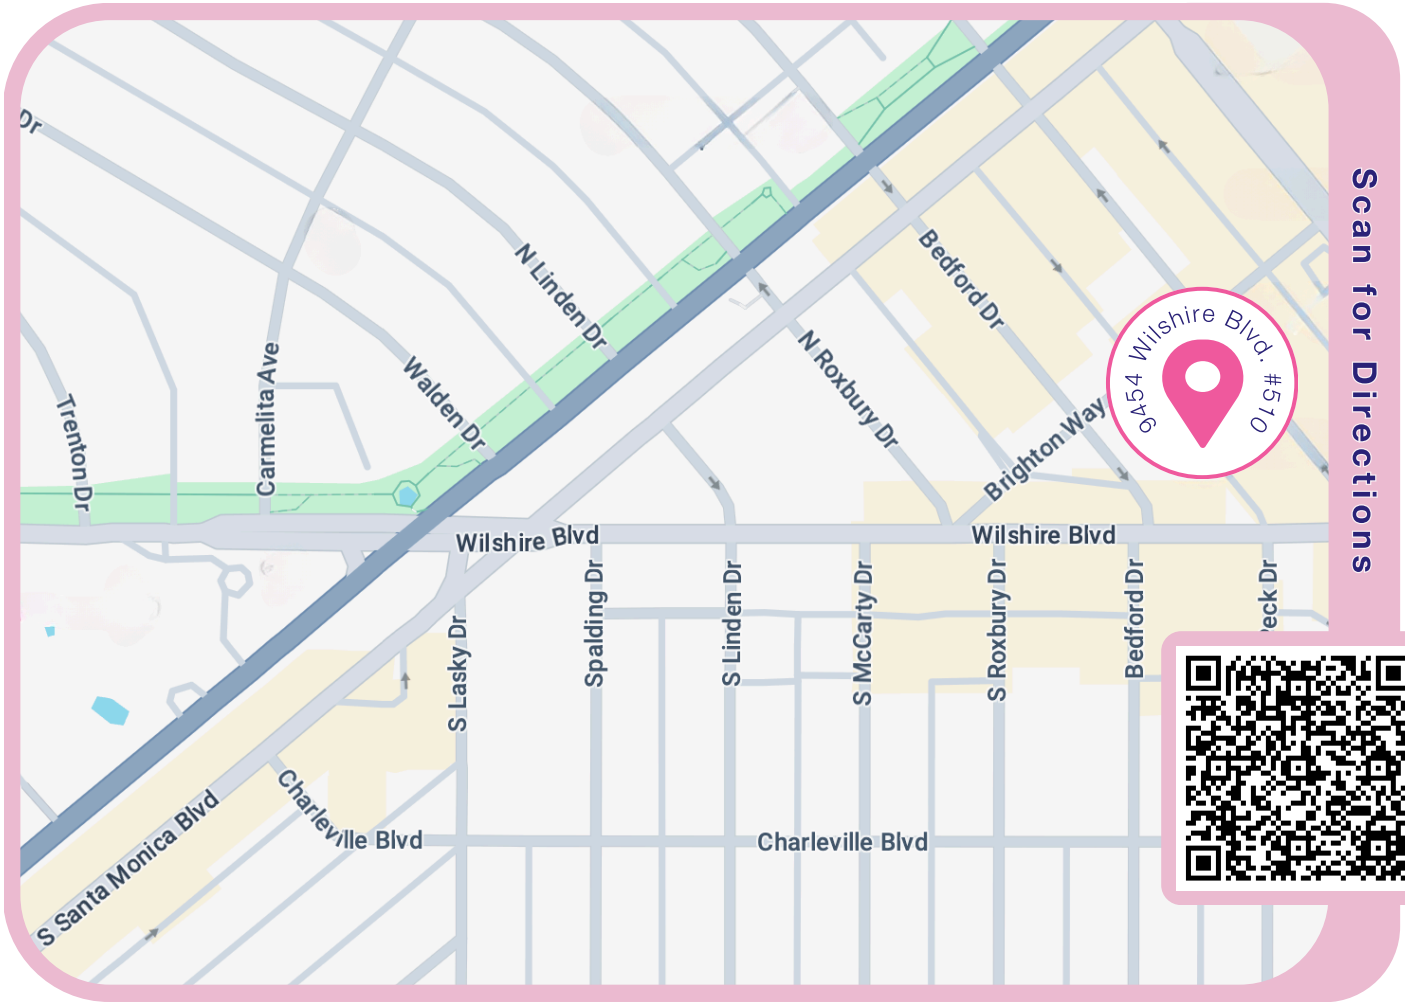 Dr
N Linden Dr
Bedford Dr
9454 Wilshire Blvd. #510
Scan for Directions
N Roxbury Dr
Walden Dr
Carmelita Ave
Trenton Dr
Brighton Way
Wilshire Blvd
Wilshire Blvd
Spalding Dr
S Linden Dr
S McCarty Dr
S Roxbury Dr
Bedford Dr
Peck Dr
S Lasky Dr
Charleville Blvd
Charleville Blvd
S Santa Monica Blvd